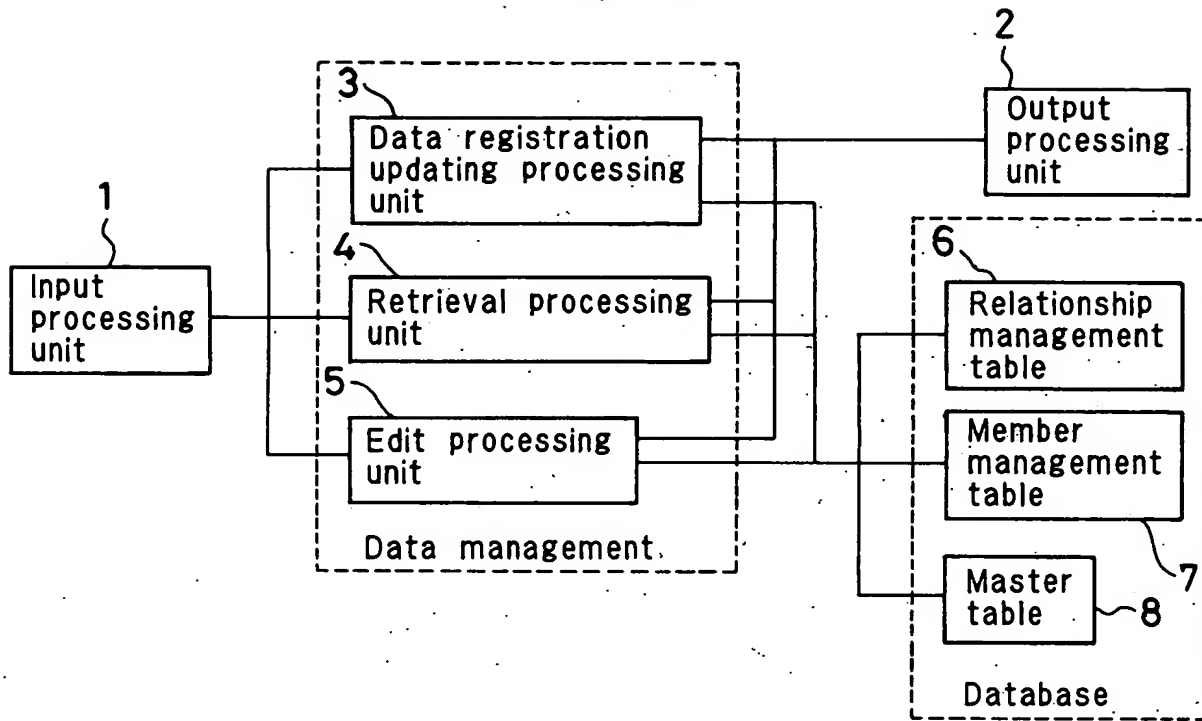 1
Input
processing
unit
3
Data registration
updating processing
unit
4
Retrieval processing
unit
5
Edit processing
unit
Data management
2
Output
processing
unit
6
Relationship
management
table
Member
management
table
7
Master
table
8
Database